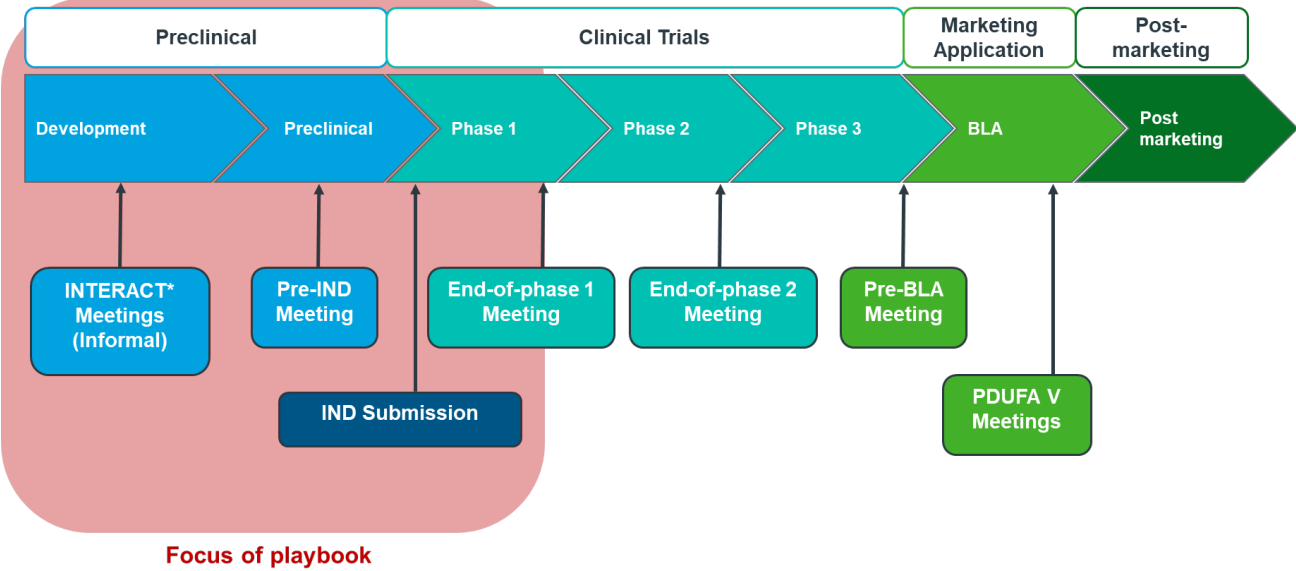 Preclinical
Clinical Trials
Marketing
Application
Post-
marketing
Development
Preclinical
Phase 1
Phase 2
Phase 3
BLA
Post
marketing
INTERACT*
Meetings
(Informal)
Pre-IND
Meeting
End-of-phase 1
Meeting
End-of-phase 2
Meeting
Pre-BLA
Meeting
IND Submission
PDUFA V
Meetings
Focus of playbook